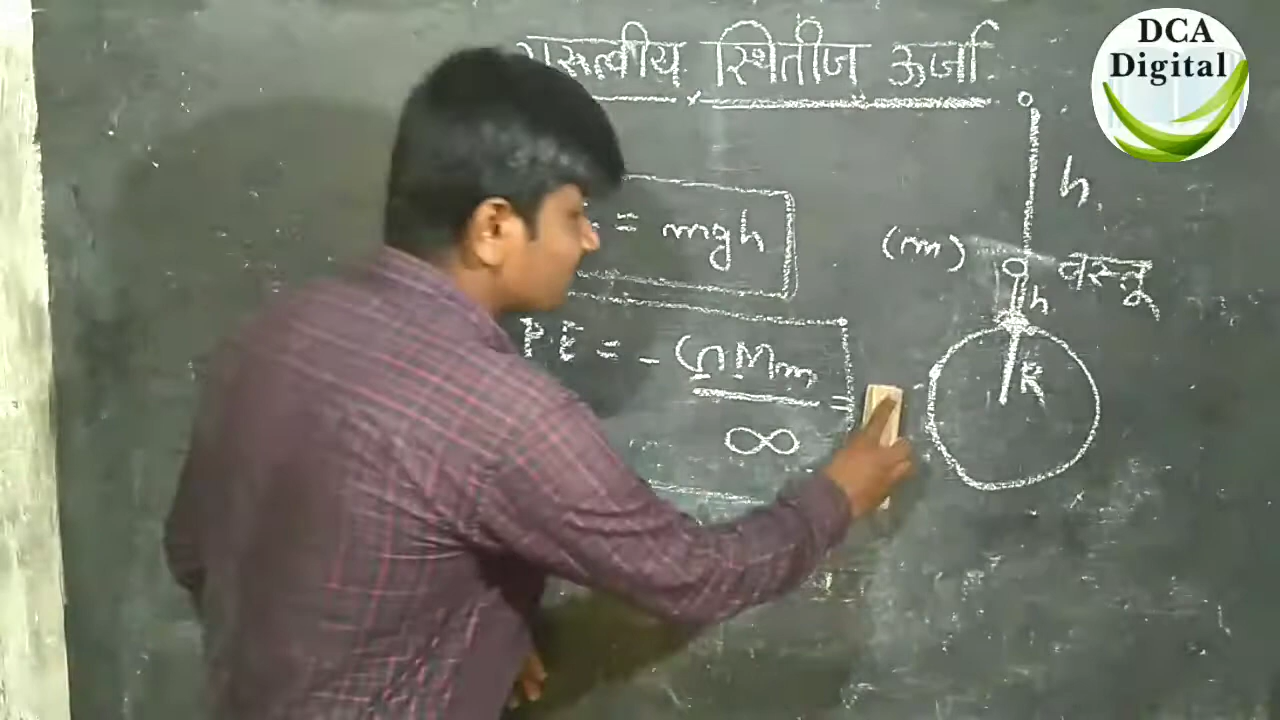 गुरुत्वीय स्थितीज ऊर्जा
DCA
Digital
h
= mgh
(m)
वस्तू
h
PE = - GMm
=
∞
R